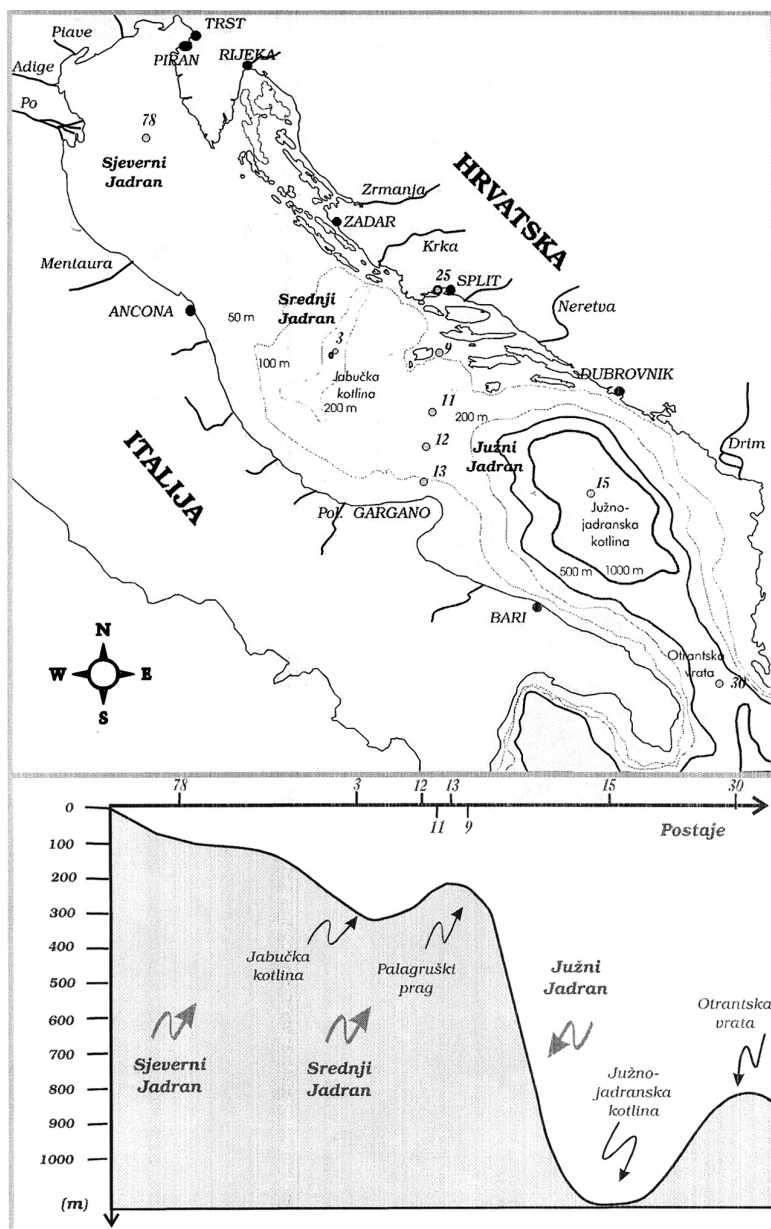 Piave
TRST
PIRAN
RIJEKA
Adige
Po
78
Sjeverni
Jadran
HRVATSKA
Zrmanja
ZADAR
Krka
Mentaura
25
SPLIT
Neretva
ANCONA
50 m
Srednji
Jadran
3
9
100 m
Jabučka
kotlina
200 m
DUBROVNIK
11
200 m
12
Južni
Jadran
Drim
ITALIJA
13
15
Pol. GARGANO
Južno-
jadranska
kotlina
500 m
1000 m
BARI
N
W
E
S
Otrantska
vrata
30
78
3
12
13
15
30
0
11
9
Postaje
100
200
300
400
500
600
700
800
900
1000
(m)
Jabučka
kotlina
Palagruški
prag
Južni
Jadran
Otrantska
vrata
Sjeverni
Jadran
Srednji
Jadran
Južno-
jadranska
kotlina